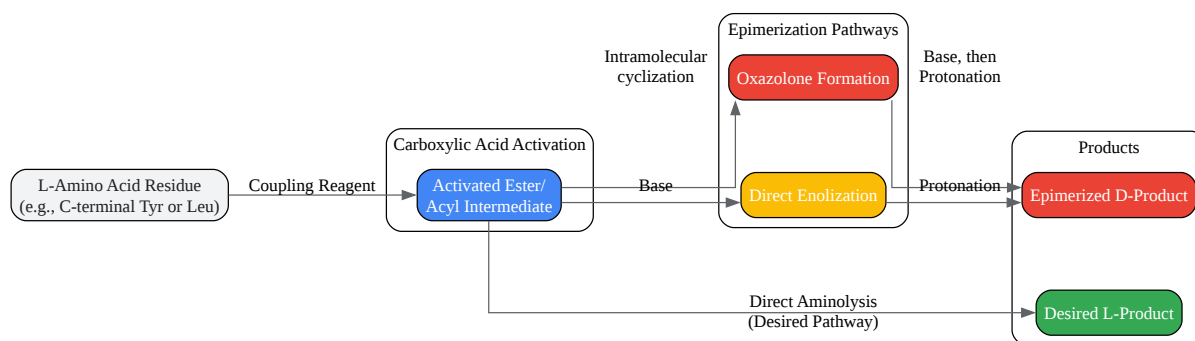 Epimerization Pathways
Intramolecular
cyclization
Oxazolone Formation
Base, then
Protonation
Carboxylic Acid Activation
Products
L-Amino Acid Residue
(e.g., C-terminal Tyr or Leu)
Coupling Reagent
Activated Ester/
Acyl Intermediate
Base
Direct Enolization
Protonation
Epimerized D-Product
Direct Aminolysis
(Desired Pathway)
Desired L-Product